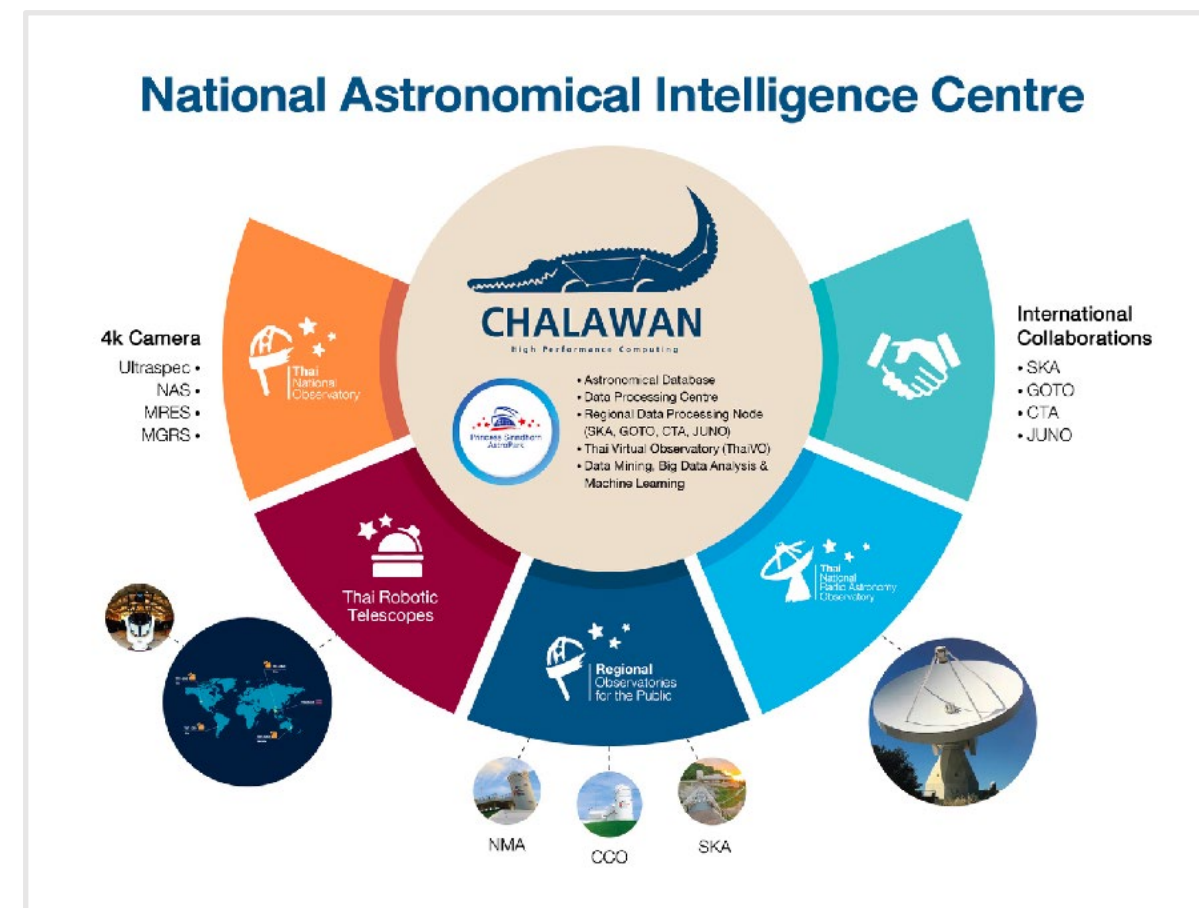 National Astronomical Intelligence Centre
CHALAWAN
High Performance Computing
Princess Sirindhorn
AstroPark
• Astronomical Database
• Data Processing Centre
• Regional Data Processing Node
(SKA, GOTO, CTA, JUNO)
• Thai Virtual Observatory (ThaiVO)
• Data Mining, Big Data Analysis &
Machine Learning
4k Camera
Ultraspec •
NAS •
MRES •
MGRS •
Thai
National
Observatory
Thai Robotic
Telescopes
Regional
Observatories
for the Public
Thai
National
Radio Astronomy
Observatory
International
Collaborations
• SKA
• GOTO
• CTA
• JUNO
NMA
CCO
SKA